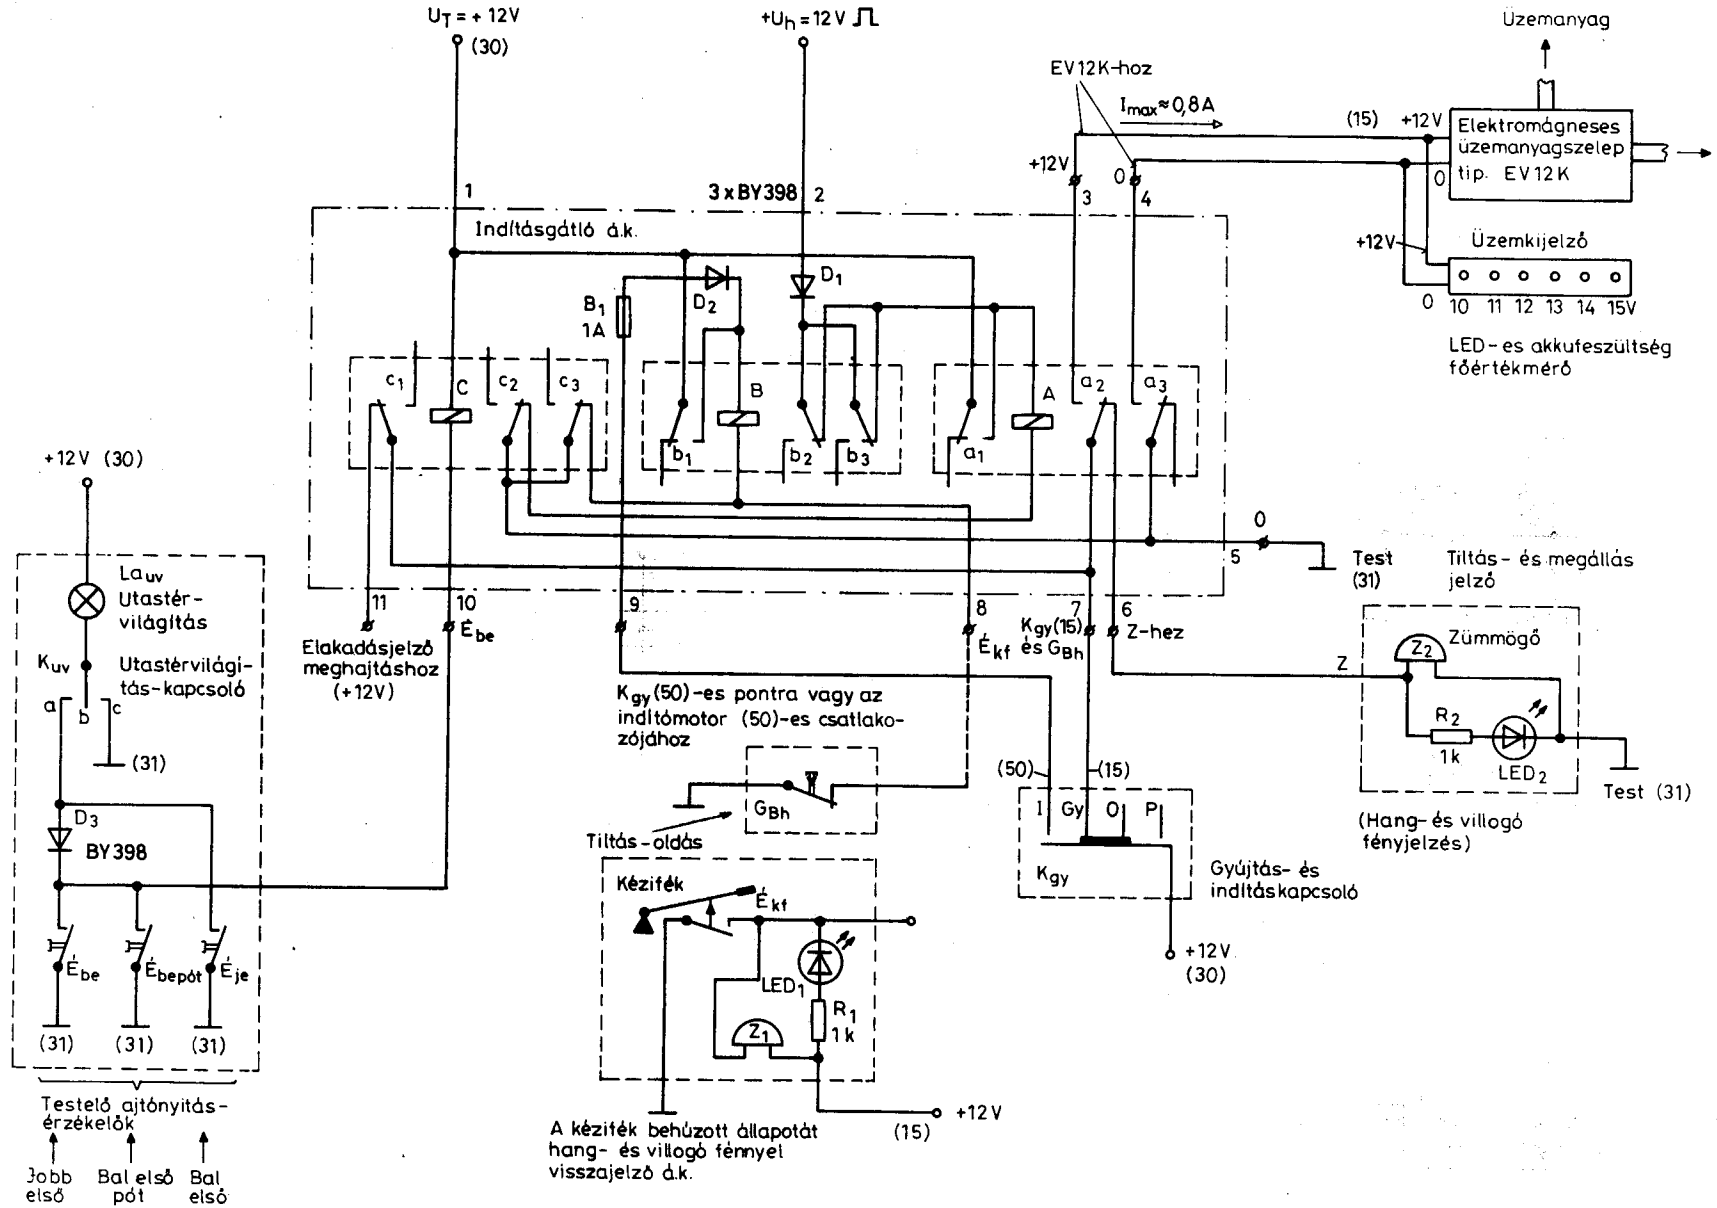 U_T = + 12V
(30)
+U_h = 12V
Üzemanyag
EV12K-hoz
I_max ≈ 0,8A
(15)
+12V
Elektromágneses
üzemanyagszelep
tip. EV12K
+12V
0
0
1
3 x BY398
2
3
4
Indításgátló á.k.
+12V
Üzemkijelző
10 11 12 13 14 15V
0
LED-es akkufeszültség
főértékmérő
D1
D2
B1
1A
c1
C
c2
c3
B
b1
b2
b3
A
a1
a2
a3
+12V (30)
0
5
Test
(31)
Tiltás- és megállás
jelző
La_uv
Utastér-
világítás
11
10
9
8
7
6
É_be
Elakadásjelző
meghajtáshoz
(+12V)
É_kf
K_gy (15)
és G_Bh
Z-hez
Z
Z2
Zümmögő
K_uv
Utastérvilágí-
tás-kapcsoló
a
b
c
(31)
K_gy (50)-es pontra vagy az
indítómotor (50)-es csatlako-
zójához
R2
1k
LED2
Test (31)
(50)
(15)
G_Bh
I
Gy
O
P
K_gy
(Hang- és villogó
fényjelzés)
D3
BY398
Tiltás-oldás
Gyújtás- és
indításkapcsoló
Kézifék
É_kf
+12V
(30)
É_be
É_bepót
É_je
LED1
R1
1k
Z1
(31)
(31)
(31)
Testelő ajtónyitás-
érzékelők
+12V
(15)
A kézifék behúzott állapotát
hang- és villogó fénnyel
visszajelző á.k.
Jobb
első
Bal első
pót
Bal
első